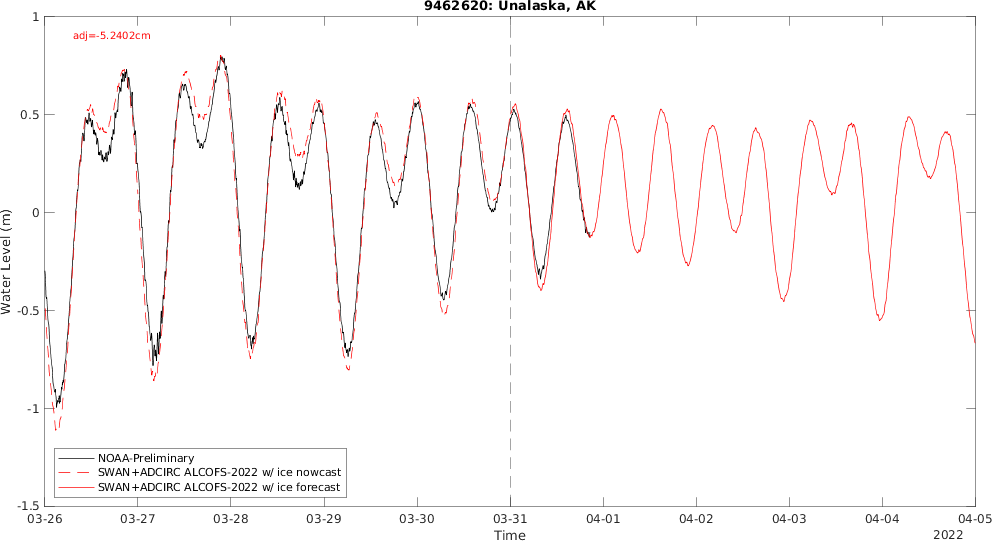 9462620: Unalaska, AK
adj=-5.2402cm
1
0.5
0
-0.5
-1
-1.5
Water Level (m)
NOAA-Preliminary
SWAN+ADCIRC ALCOFS-2022 w/ ice nowcast
SWAN+ADCIRC ALCOFS-2022 w/ ice forecast
03-26 03-27 03-28 03-29 03-30 03-31 04-01 04-02 04-03 04-04 04-05
Time
2022